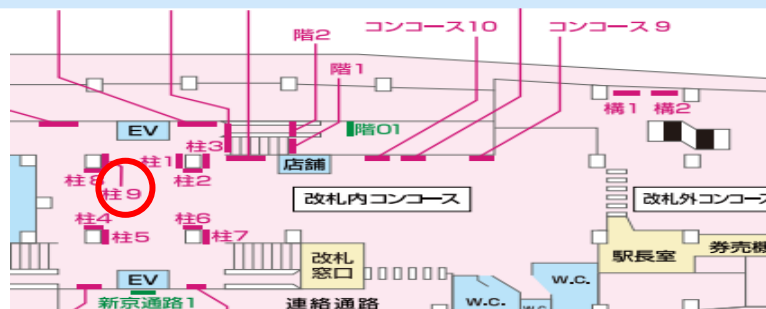 コンコース10
コンコース 9
階2
階1
横1
横2
EV
柱3
階01
柱1
店舗
柱8
柱2
柱9
改札内コンコース
改札外コンコース
柱4
柱6
柱5
柱7
改札
窓口
駅長室
券売機
EV
W.C.
W.C.
W.C.
新京通路1
連絡通路